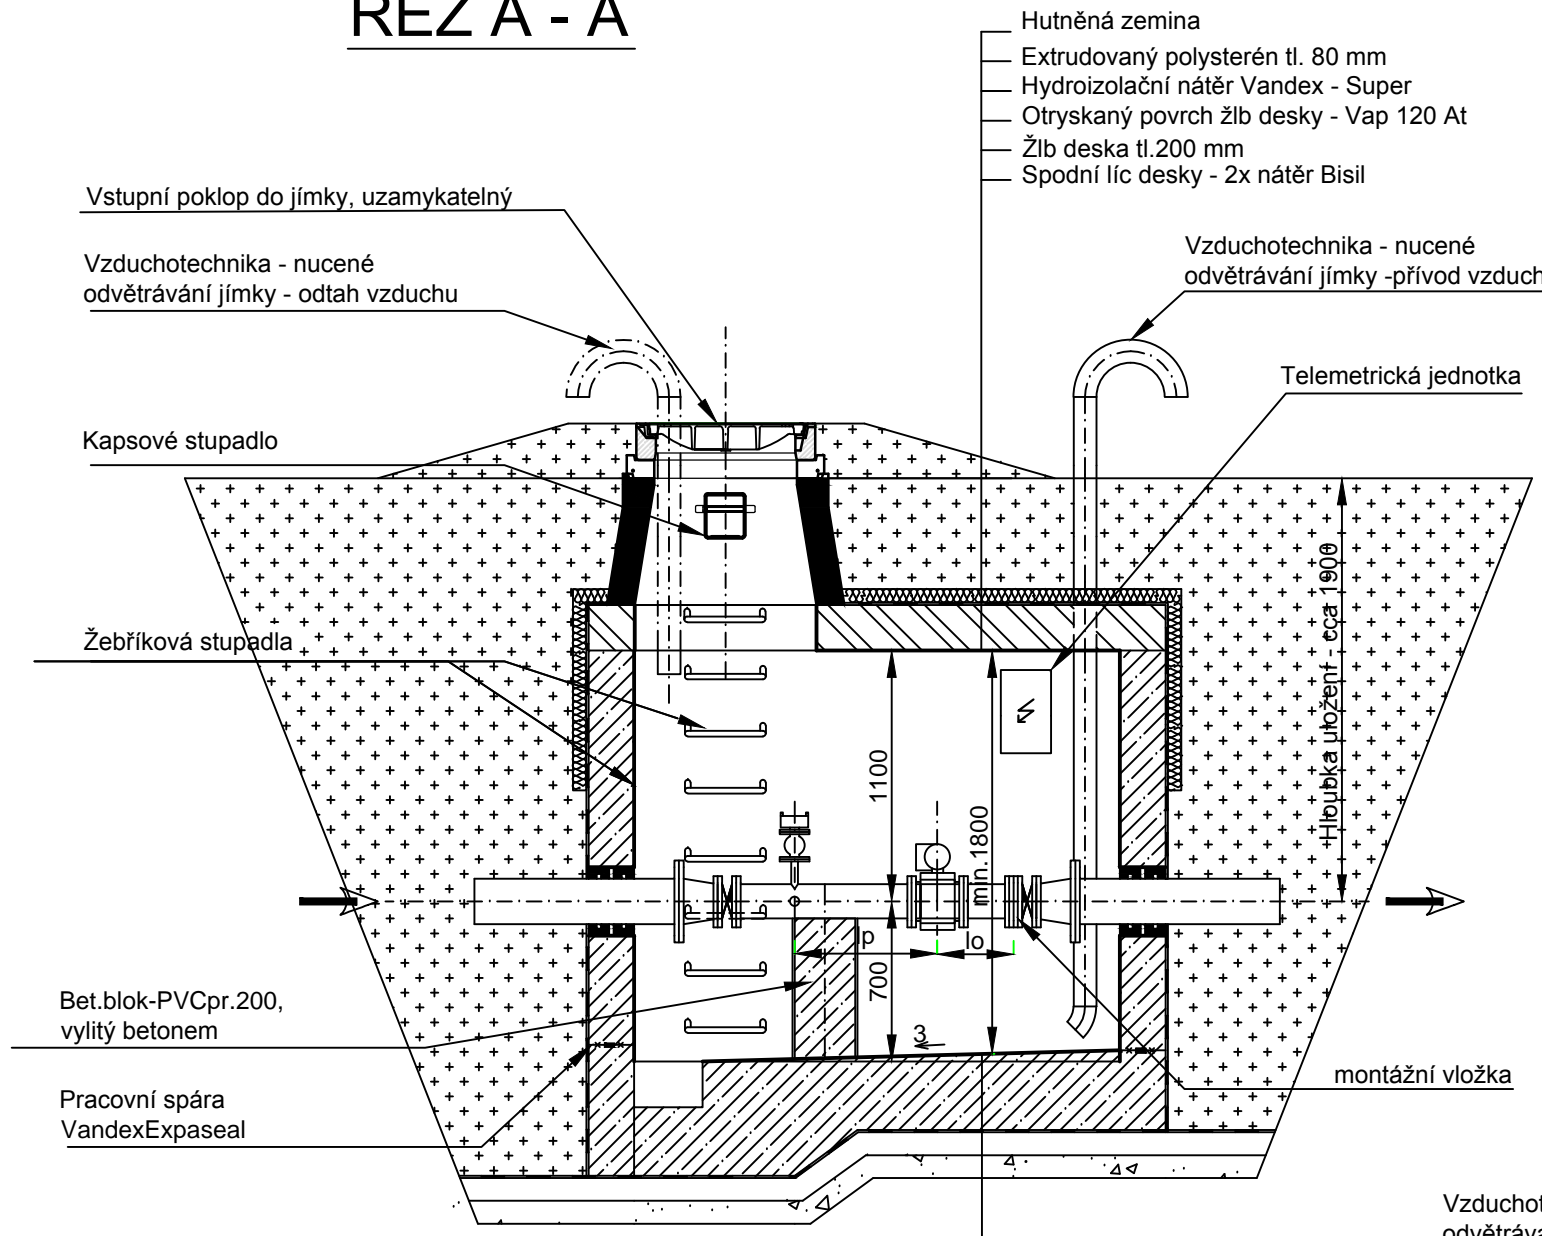 ŘEZ A - A
Hutněná zemina
Extrudovaný polysterén tl. 80 mm
Hydroizolační nátěr Vandex - Super
Otryskaný povrch žlb desky - Vap 120 At
Žlb deska tl.200 mm
Spodní líc desky - 2x nátěr Bisil
Vstupní poklop do jímky, uzamykatelný
Vzduchotechnika - nucené
odvětrávání jímky - odtah vzduchu
Vzduchotechnika - nucené
odvětrávání jímky -přívod vzduch
Telemetrická jednotka
Kapsové stupadlo
Žebříková stupadla
Hloubka uložení - cca 1900
1100
min.1800
lp
lo
700
3
Bet.blok-PVCpr.200,
vylitý betonem
montážní vložka
Pracovní spára
VandexExpaseal
Vzduchot
odvětráva